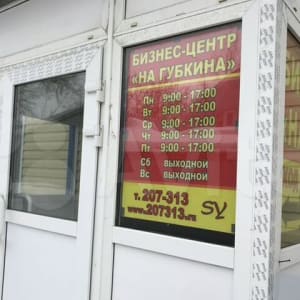 БИЗНЕС-ЦЕНТР
«НА ГУБКИНА»
Пн 9:00 - 17:00
Вт 9:00 - 17:00
Ср 9:00 - 17:00
Чт 9:00 - 17:00
Пт 9:00 - 17:00
Сб выходной
Вс выходной
т. 207-313
www.207313.ru